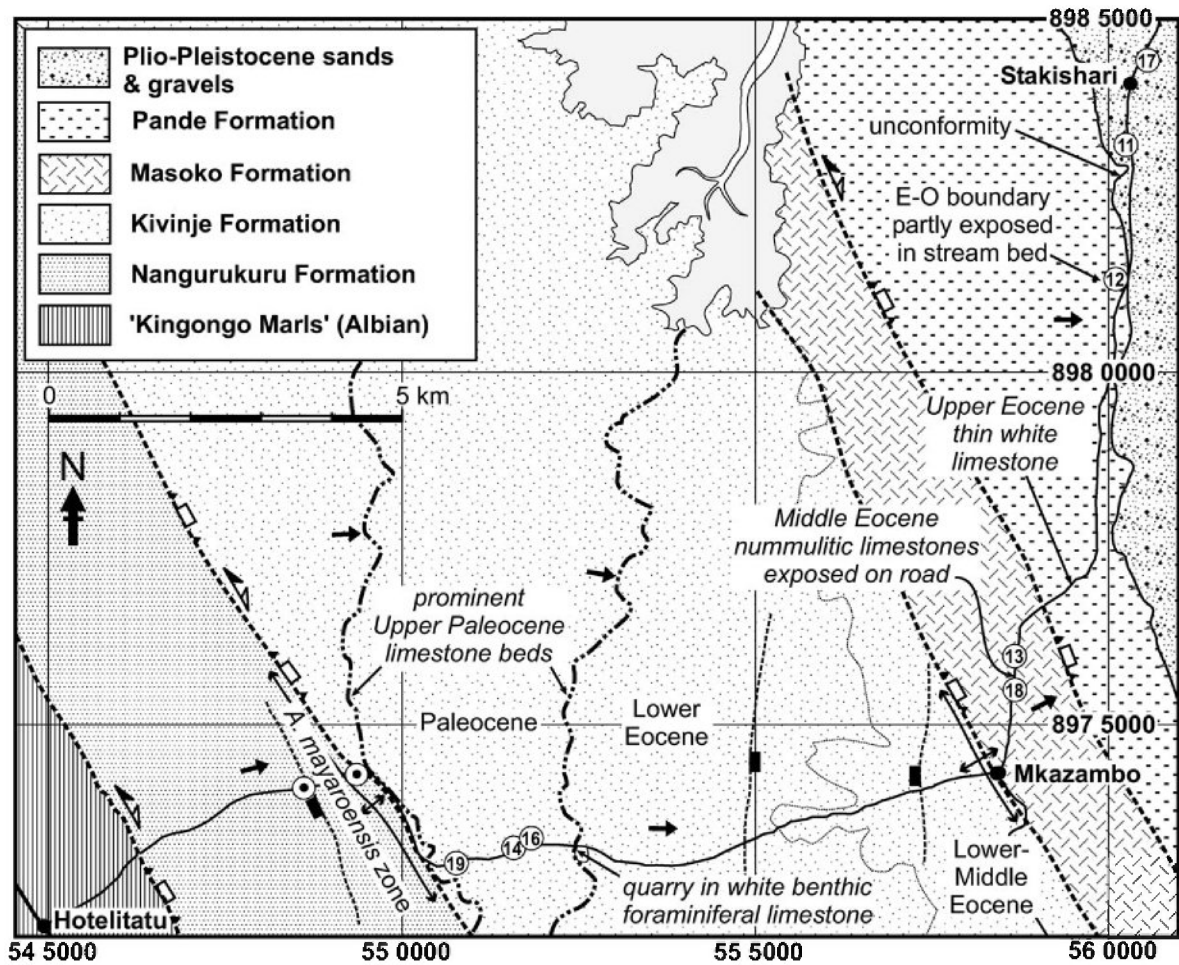 Plio-Pleistocene sands
& gravels
Pande Formation
Masoko Formation
Kivinje Formation
Nangurukuru Formation
'Kingongo Marls' (Albian)
0
5 km
N
898 5000
17
Stakishari
unconformity
11
E-O boundary
partly exposed
in stream bed
12
898 0000
Upper Eocene
thin white
limestone
Middle Eocene
nummulitic limestones
exposed on road
prominent
Upper Paleocene
limestone beds
13
18
Paleocene
Lower
Eocene
897 5000
A. mayaroensis zone
Mkazambo
19
14
16
quarry in white benthic
foraminiferal limestone
Lower-
Middle
Eocene
Hotelitatu
54 5000
55 0000
55 5000
56 0000